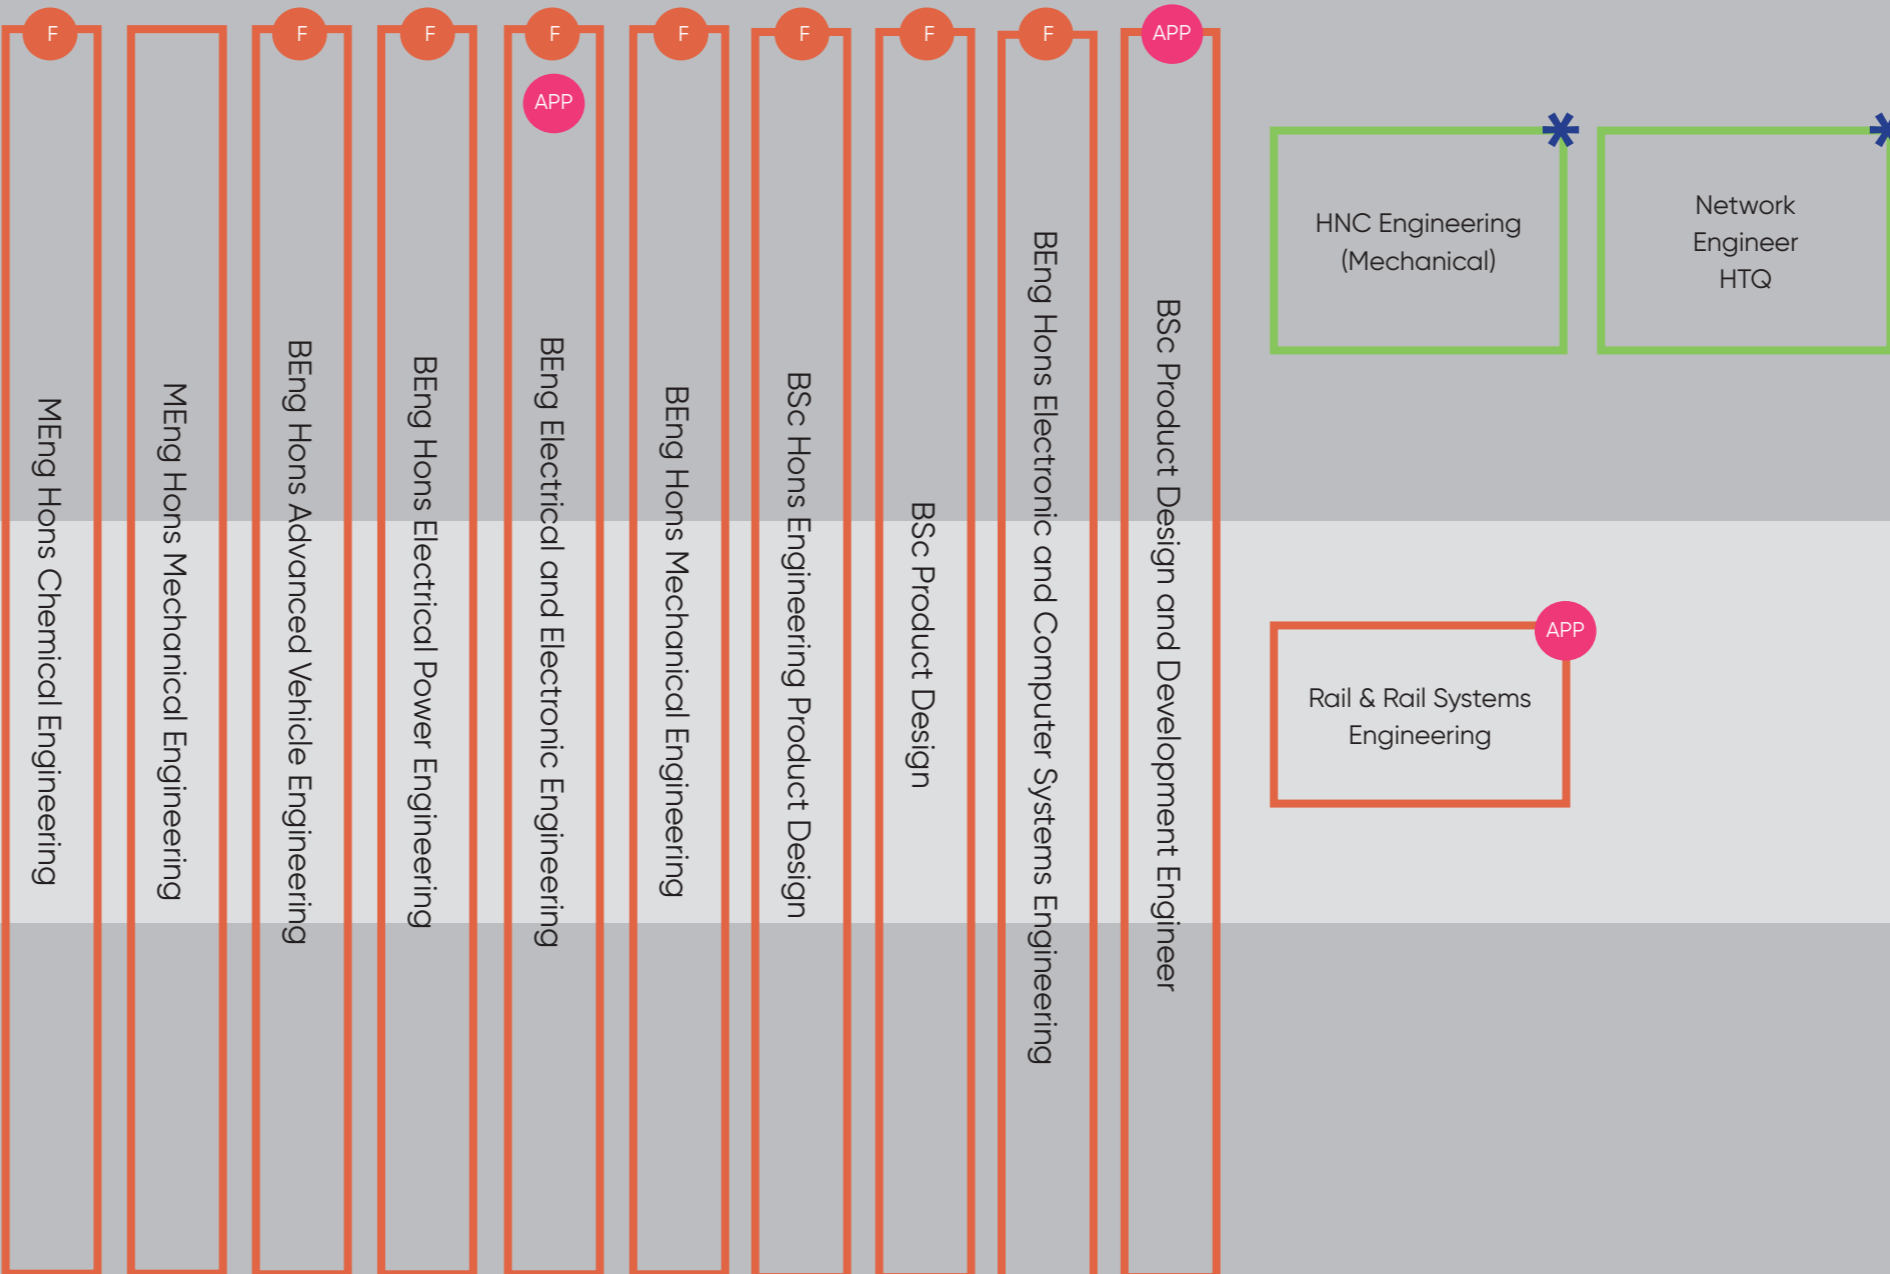 F
MEng Hons Chemical Engineering
MEng Hons Mechanical Engineering
F
BEng Hons Advanced Vehicle Engineering
F
BEng Hons Electrical Power Engineering
F
APP
BEng Electrical and Electronic Engineering
F
BEng Hons Mechanical Engineering
F
BSc Hons Engineering Product Design
F
BSc Product Design
F
BEng Hons Electronic and Computer Systems Engineering
APP
BSc Product Design and Development Engineer
HNC Engineering
(Mechanical)
Network
Engineer
HTQ
APP
Rail & Rail Systems
Engineering